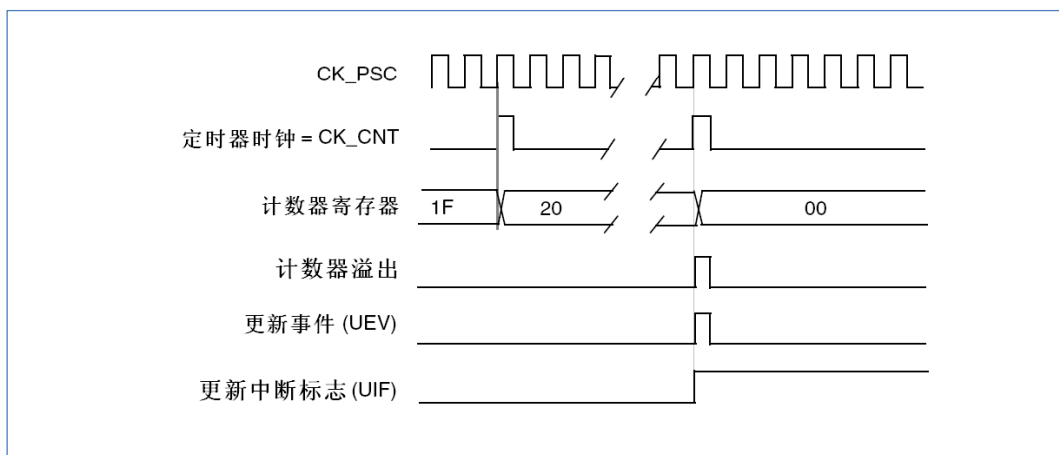 CK_PSC
定时器时钟 = CK_CNT
计数器寄存器
1F
20
00
计数器溢出
更新事件 (UEV)
更新中断标志 (UIF)